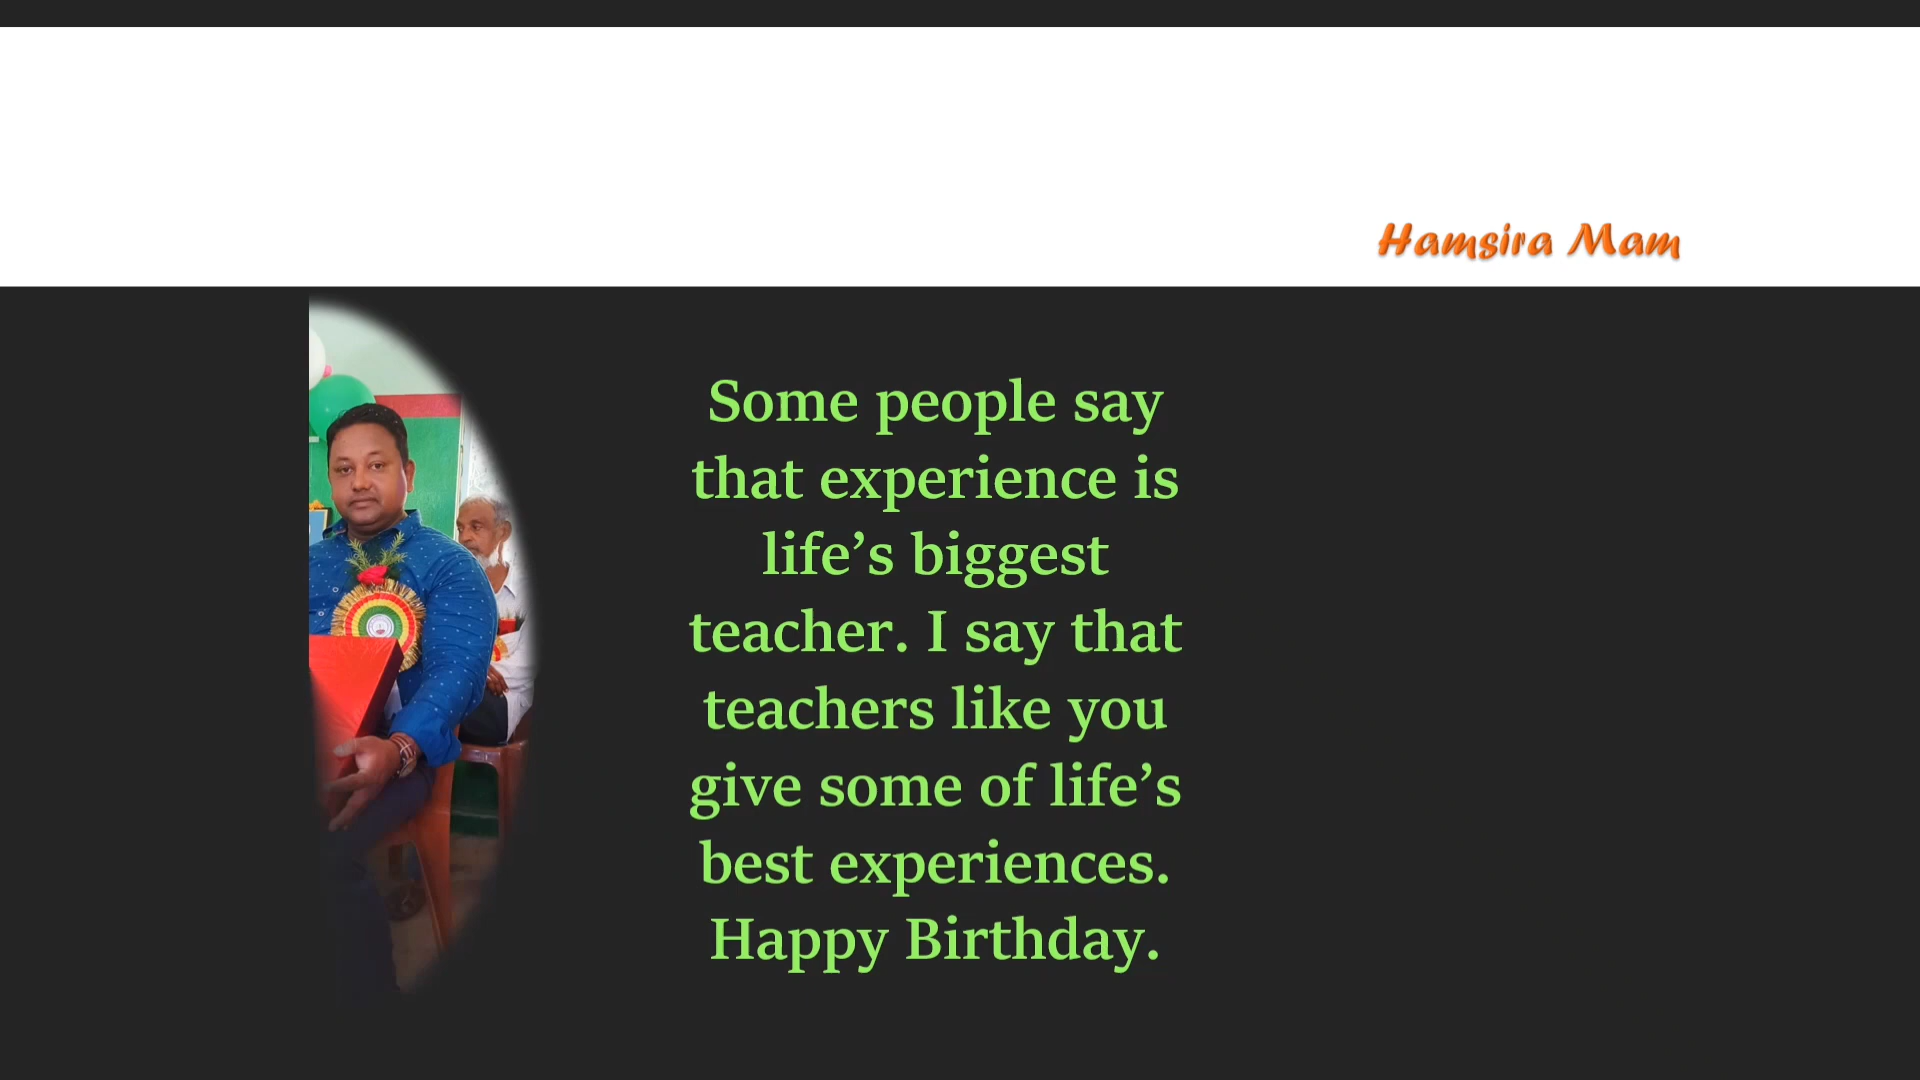 Hamsira Mam
Some people say
that experience is
life’s biggest
teacher. I say that
teachers like you
give some of life’s
best experiences.
Happy Birthday.